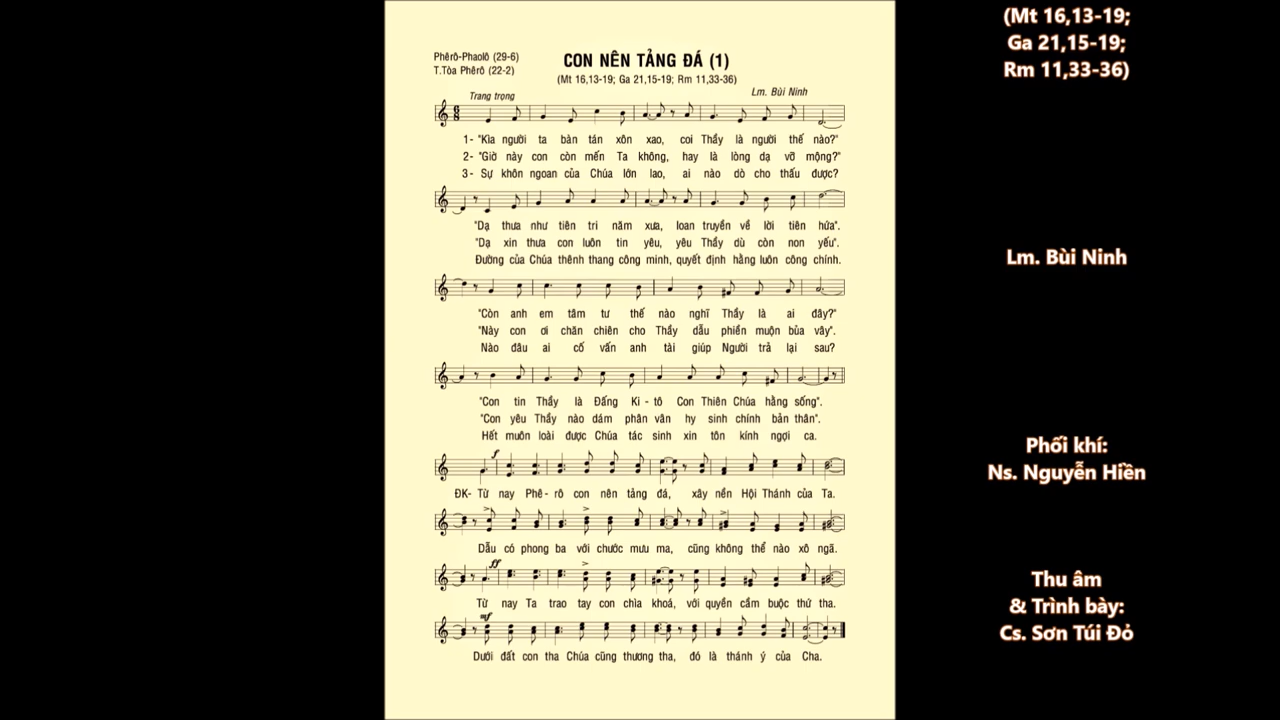 Phêrô-Phaolô (29-6)
T.Tòa Phêrô (22-2)
CON NÊN TẢNG ĐÁ (1)
(Mt 16,13-19; Ga 21,15-19; Rm 11,33-36)
Trang trọng
Lm. Bùi Ninh
1- "Kìa người ta bàn tán xôn xao, coi Thầy là người thế nào?"
2- "Giờ này con còn mến Ta không, hay là lòng dạ vỡ mộng?"
3- Sự khôn ngoan của Chúa lớn lao, ai nào dò cho thấu được?
"Dạ thưa như tiên tri năm xưa, loan truyền về lời tiên hứa".
"Dạ xin thưa con luôn tin yêu, yêu Thầy dù còn non yếu".
Đường của Chúa thênh thang công minh, quyết định hằng luôn công chính.
"Còn anh em tâm tư thế nào nghĩ Thầy là ai đây?"
"Này con ơi chăn chiên cho Thầy dẫu phiền muộn bủa vây".
Nào đâu ai cố vấn anh tài giúp Người trả lại sau?
"Con tin Thầy là Đấng Ki - tô Con Thiên Chúa hằng sống".
"Con yêu Thầy nào dám phân vân hy sinh chính bản thân".
Hết muôn loài được Chúa tác sinh xin tôn kính ngợi ca.
f
ĐK- Từ nay Phê - rô con nên tảng đá, xây nền Hội Thánh của Ta.
Dẫu có phong ba với chước mưu ma, cũng không thể nào xô ngã.
ff
Từ nay Ta trao tay con chìa khoá, với quyền cầm buộc thứ tha.
mf
Dưới đất con tha Chúa cũng thương tha, đó là thánh ý của Cha.
(Mt 16,13-19;
Ga 21,15-19;
Rm 11,33-36)
Lm. Bùi Ninh
Phối khí:
Ns. Nguyễn Hiền
Thu âm
& Trình bày:
Cs. Sơn Túi Đỏ